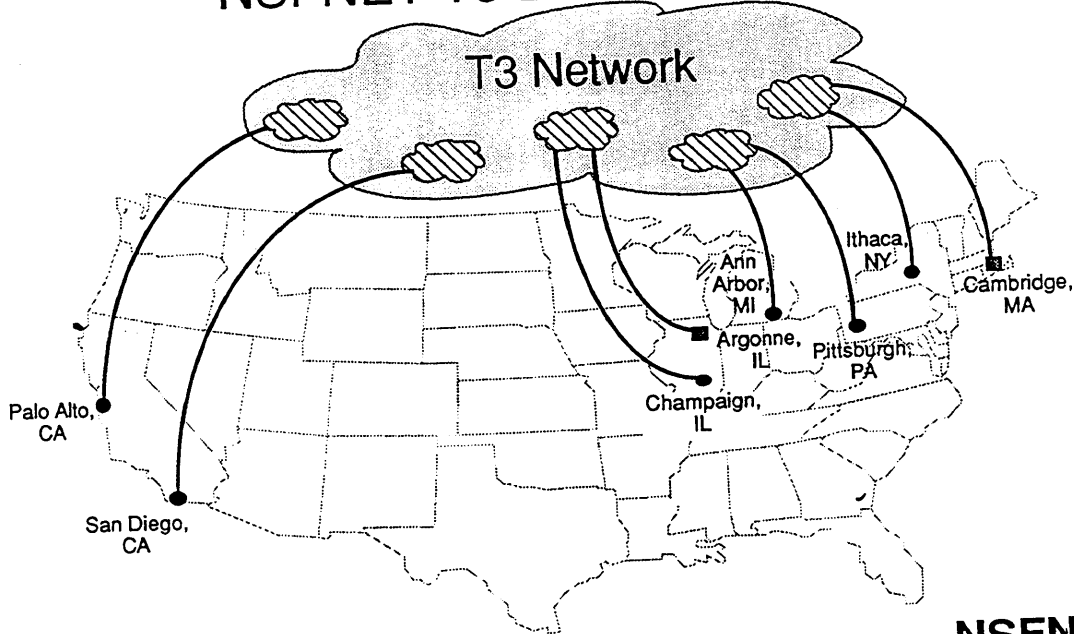 T3 Network
Ithaca,
NY
Cambridge,
MA
Ann
Arbor,
MI
Argonne,
IL
Pittsburgh,
PA
Champaign,
IL
Palo Alto,
CA
San Diego,
CA